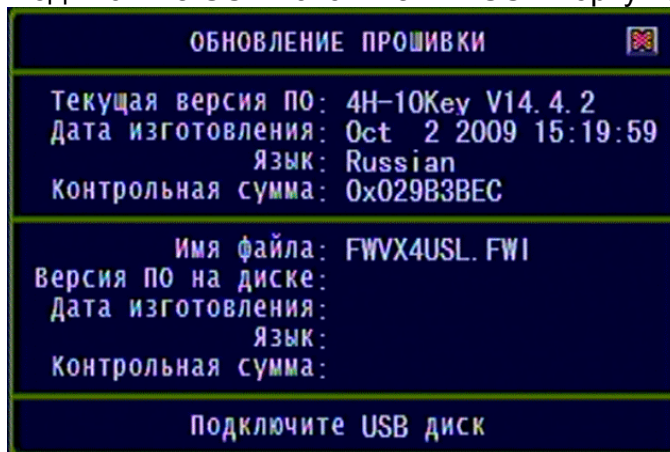 ОБНОВЛЕНИЕ ПРОШИВКИ
Текущая версия ПО: 4H-10Key V14.4.2
Дата изготовления: Oct 2 2009 15:19:59
Язык: Russian
Контрольная сумма: 0x029B3BEC
Имя файла: FWVX4USL.FWI
Версия ПО на диске:
Дата изготовления:
Язык:
Контрольная сумма:
Подключите USB диск